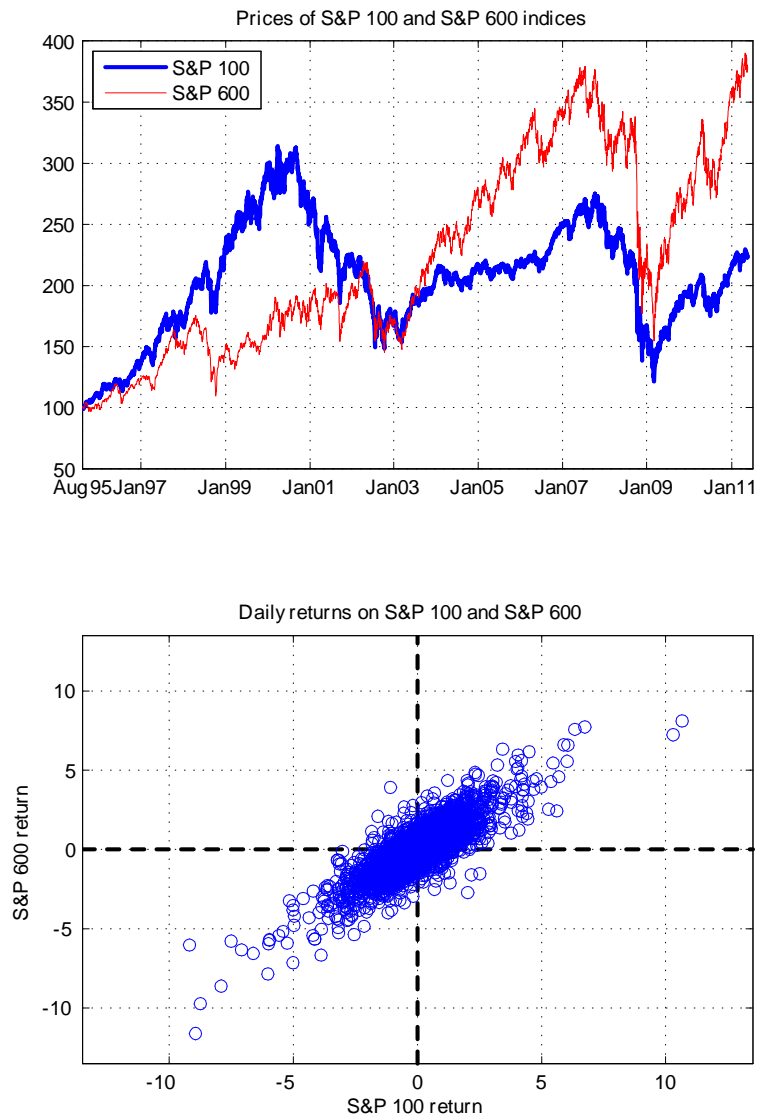 Prices of S&P 100 and S&P 600 indices
400
S&P 100
S&P 600
350
300
250
200
150
100
50
Aug95 Jan97 Jan99 Jan01 Jan03 Jan05 Jan07 Jan09 Jan11
Daily returns on S&P 100 and S&P 600
10
5
0
-5
-10
S&P 600 return
-10 -5 0 5 10
S&P 100 return